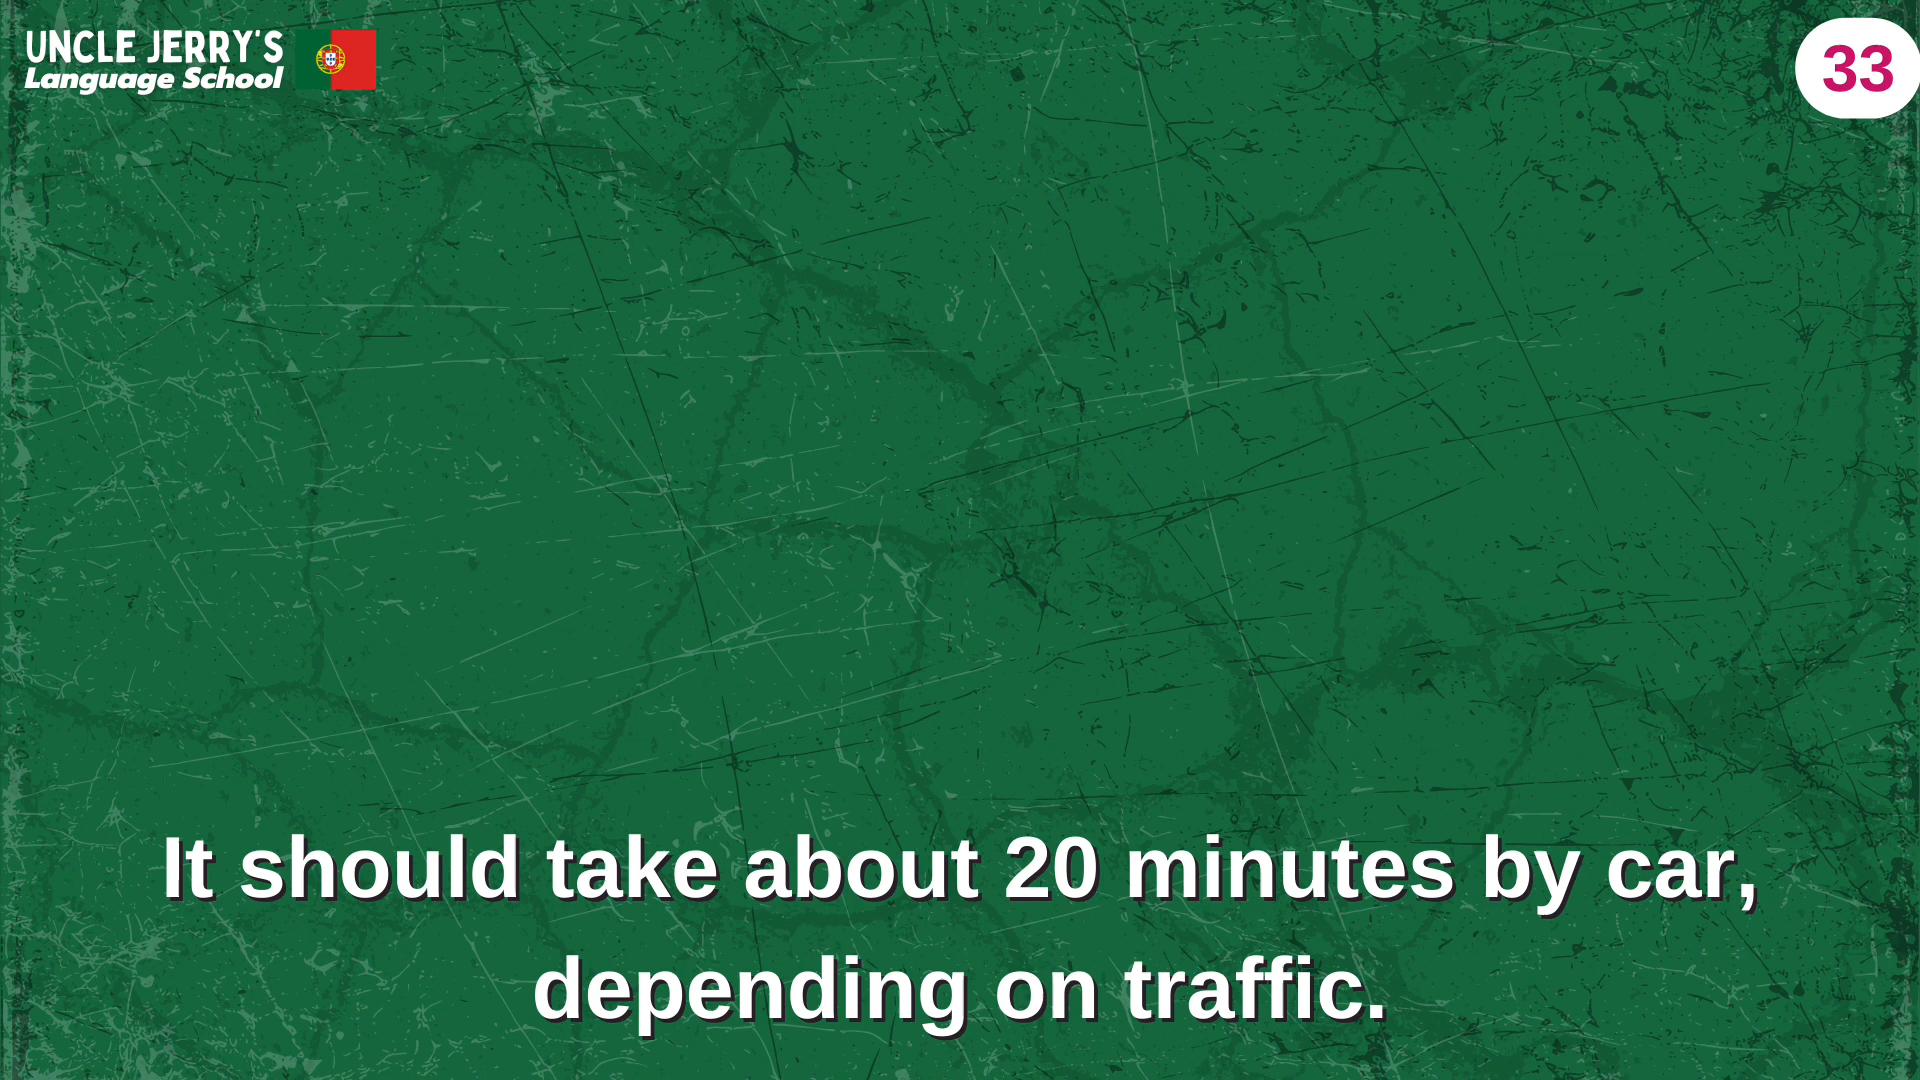 UNCLE JERRY'S
Language School
33
It should take about 20 minutes by car,
depending on traffic.